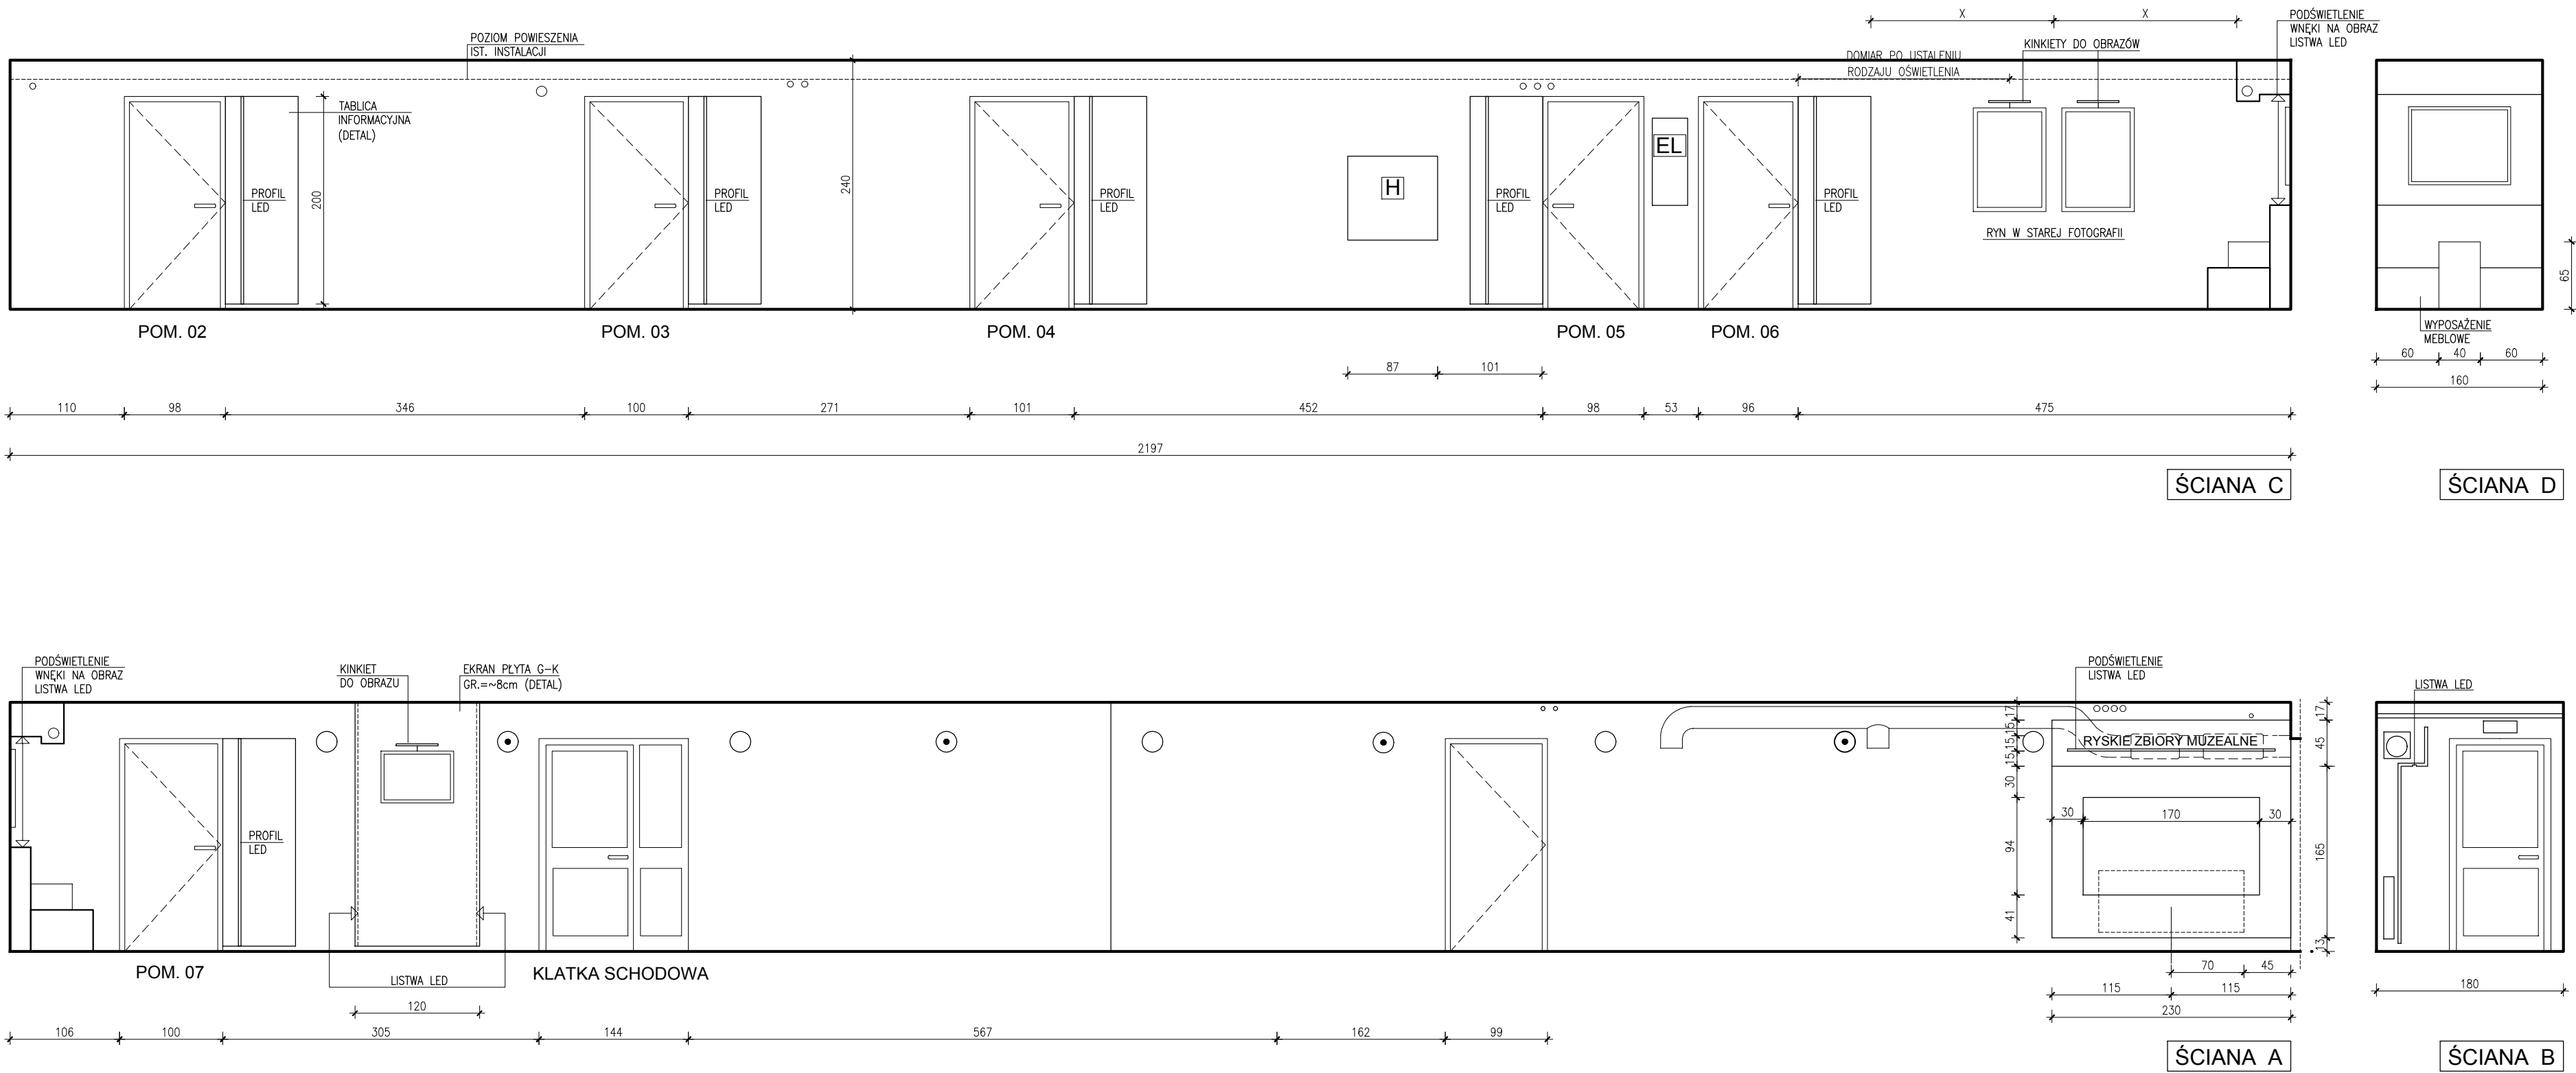 X
X
PODŚWIETLENIE
WNĘKI NA OBRAZ
LISTWA LED
POZIOM POWIESZENIA
IST. INSTALACJI
KINKIETY DO OBRAZÓW
DOMIAR PO USTALENIU
RODZAJU OŚWIETLENIA
TABLICA
INFORMACYJNA
(DETAL)
EL
H
PROFIL
LED
200
PROFIL
LED
240
PROFIL
LED
PROFIL
LED
PROFIL
LED
RYN W STAREJ FOTOGRAFII
65
POM. 02
POM. 03
POM. 04
POM. 05
POM. 06
WYPOSAŻENIE
MEBLOWE
60
40
60
87
101
160
110
98
346
100
271
101
452
98
53
96
475
2197
ŚCIANA C
ŚCIANA D
PODŚWIETLENIE
WNĘKI NA OBRAZ
LISTWA LED
KINKIET
DO OBRAZU
EKRAN PŁYTA G-K
GR.=~8cm (DETAL)
PODŚWIETLENIE
LISTWA LED
LISTWA LED
17
15
15
15
30
94
41
RYSKIE ZBIORY MUZEALNE
17
45
165
13
30
170
30
PROFIL
LED
POM. 07
LISTWA LED
KLATKA SCHODOWA
70
45
115
115
230
180
120
106
100
305
144
567
162
99
ŚCIANA A
ŚCIANA B